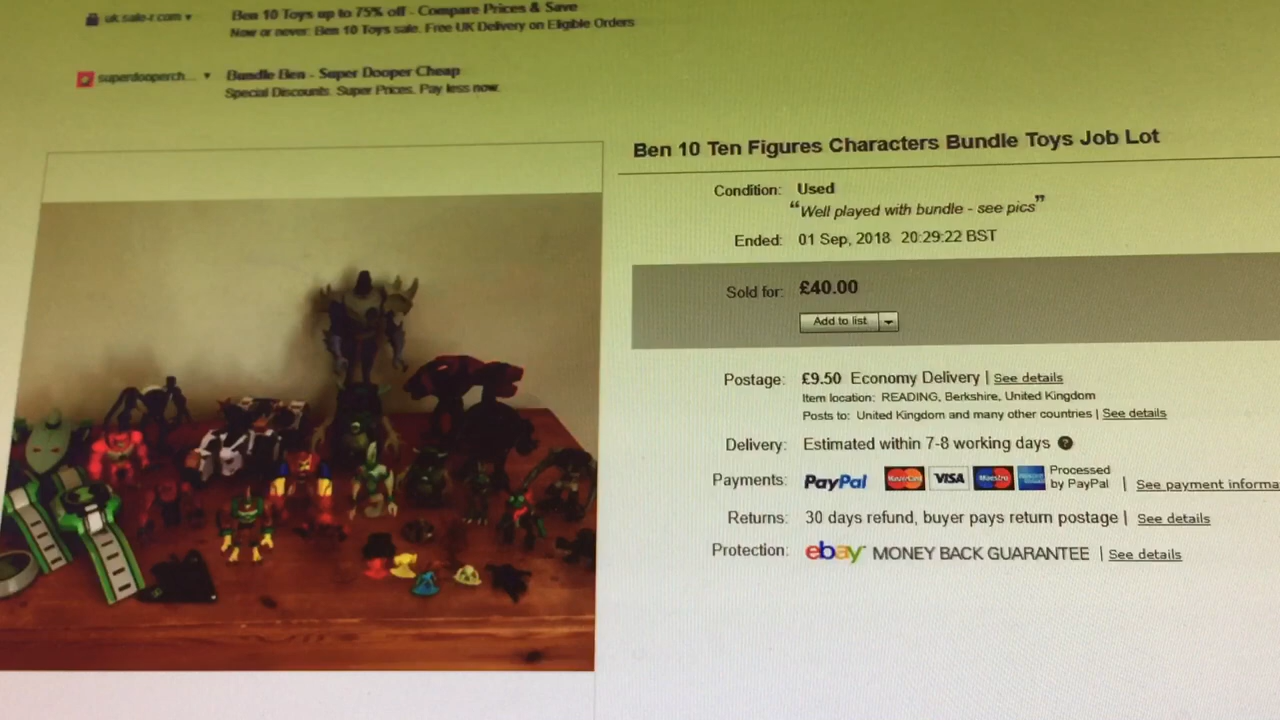 uk.sale-r.com
Ben 10 Toys up to 75% off - Compare Prices & Save
Now or never: Ben 10 Toys sale. Free UK Delivery on Eligible Orders
superdooperch...
Bundle Ben - Super Dooper Cheap
Special Discounts. Super Prices. Pay less now.
Ben 10 Ten Figures Characters Bundle Toys Job Lot
Condition: Used
“Well played with bundle - see pics”
Ended: 01 Sep, 2018 20:29:22 BST
Sold for: £40.00
Add to list
Postage: £9.50 Economy Delivery | See details
Item location: READING, Berkshire, United Kingdom
Posts to: United Kingdom and many other countries | See details
Delivery: Estimated within 7-8 working days ?
Payments: PayPal MasterCard VISA Maestro Processed by PayPal | See payment informa
Returns: 30 days refund, buyer pays return postage | See details
Protection: ebay MONEY BACK GUARANTEE | See details